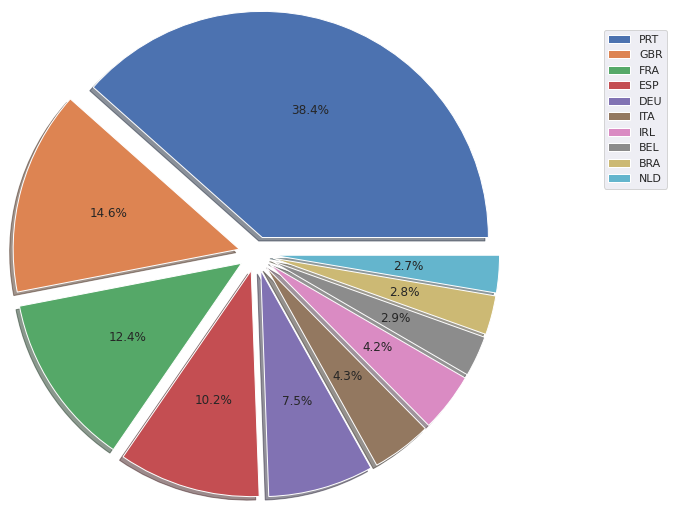 38.4%
14.6%
12.4%
10.2%
7.5%
4.3%
4.2%
2.9%
2.8%
2.7%
PRT
GBR
FRA
ESP
DEU
ITA
IRL
BEL
BRA
NLD